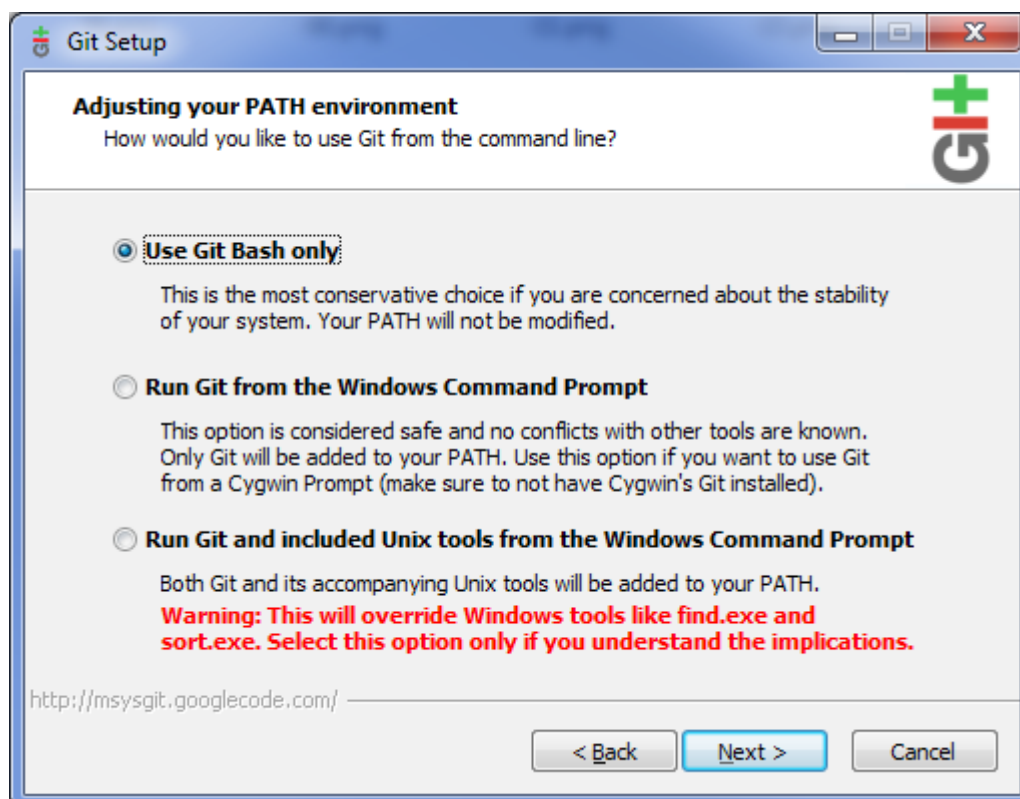 Git Setup
Adjusting your PATH environment
How would you like to use Git from the command line?
Use Git Bash only
This is the most conservative choice if you are concerned about the stability
of your system. Your PATH will not be modified.
Run Git from the Windows Command Prompt
This option is considered safe and no conflicts with other tools are known.
Only Git will be added to your PATH. Use this option if you want to use Git
from a Cygwin Prompt (make sure to not have Cygwin's Git installed).
Run Git and included Unix tools from the Windows Command Prompt
Both Git and its accompanying Unix tools will be added to your PATH.
Warning: This will override Windows tools like find.exe and
sort.exe. Select this option only if you understand the implications.
http://msysgit.googlecode.com/
< Back Next > Cancel